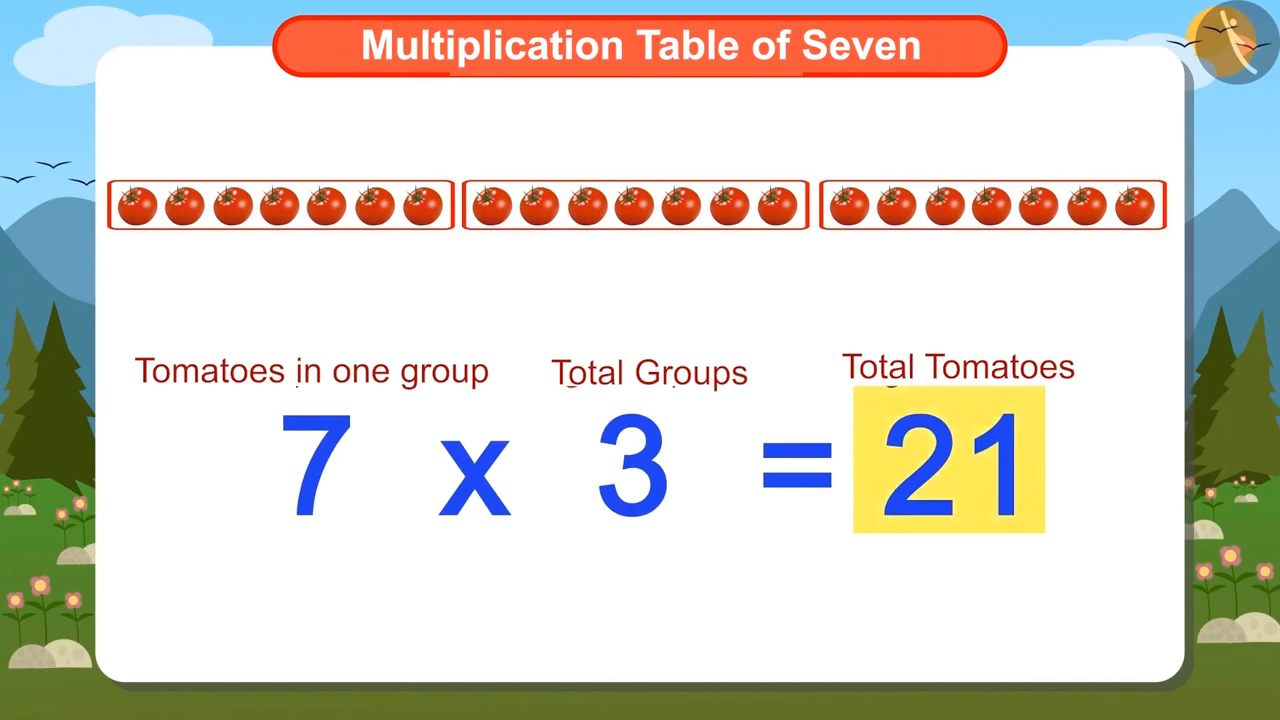 Multiplication Table of Seven
Tomatoes in one group Total Groups Total Tomatoes
7 x 3 = 21